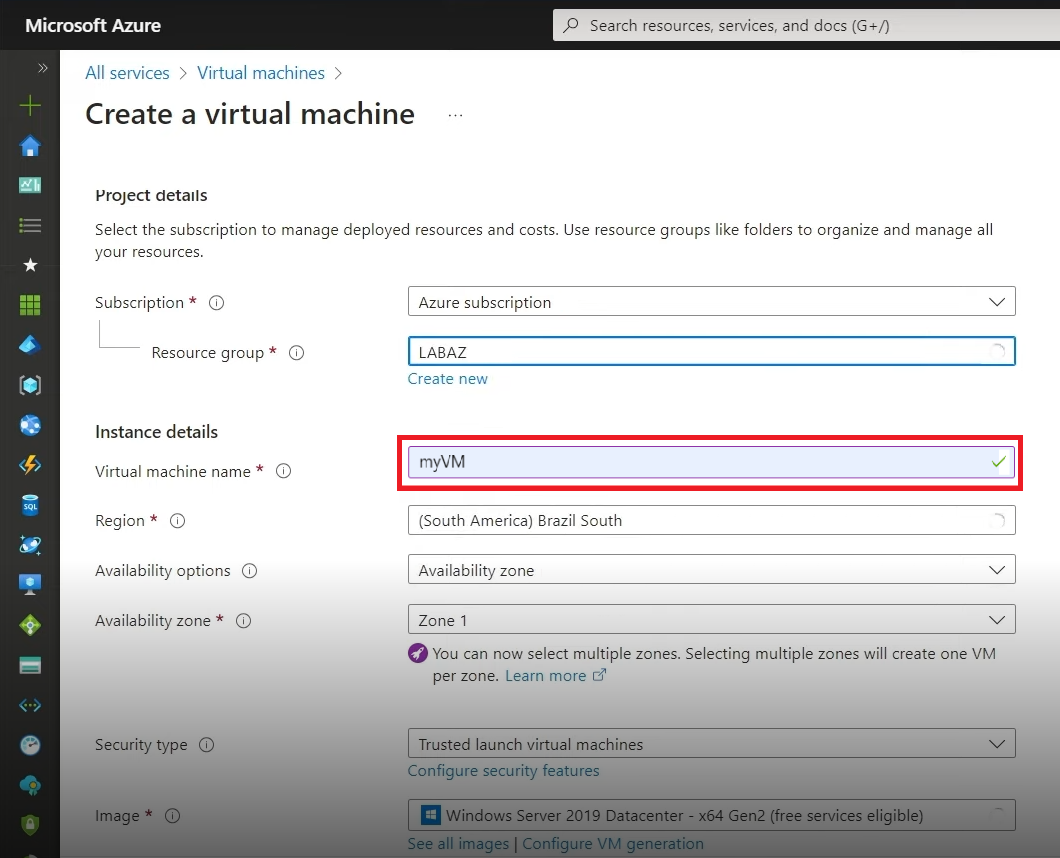 Microsoft Azure
Search resources, services, and docs (G+/)
All services > Virtual machines >
Create a virtual machine ...
Project details
Select the subscription to manage deployed resources and costs. Use resource groups like folders to organize and manage all
your resources.
Subscription *
Azure subscription
Resource group *
LABAZ
Create new
Instance details
Virtual machine name *
myVM
Region *
(South America) Brazil South
Availability options
Availability zone
Availability zone *
Zone 1
You can now select multiple zones. Selecting multiple zones will create one VM
per zone. Learn more
Security type
Trusted launch virtual machines
Configure security features
Image *
Windows Server 2019 Datacenter - x64 Gen2 (free services eligible)
See all images | Configure VM generation
SQL